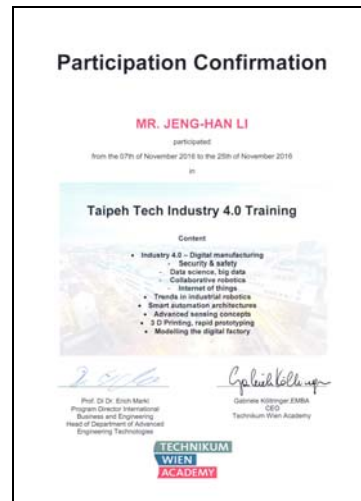 Participation Confirmation
MR. JENG-HAN LI
participated
from the 07th of November 2016 to the 25th of November 2016
in
Taipeh Tech Industry 4.0 Training
Content
• Industry 4.0 – Digital manufacturing
- Security & safety
- Data science, big data
- Collaborative robotics
- Internet of things
• Trends in industrial robotics
• Smart automation architectures
• Advanced sensing concepts
• 3 D Printing, rapid prototyping
• Modelling the digital factory
Prof. DI Dr. Erich Markl
Program Director International
Business and Engineering
Head of Department of Advanced
Engineering Technologies
Gabriele Költringer, EMBA
CEO
Technikum Wien Academy
TECHNIKUM
WIEN
ACADEMY